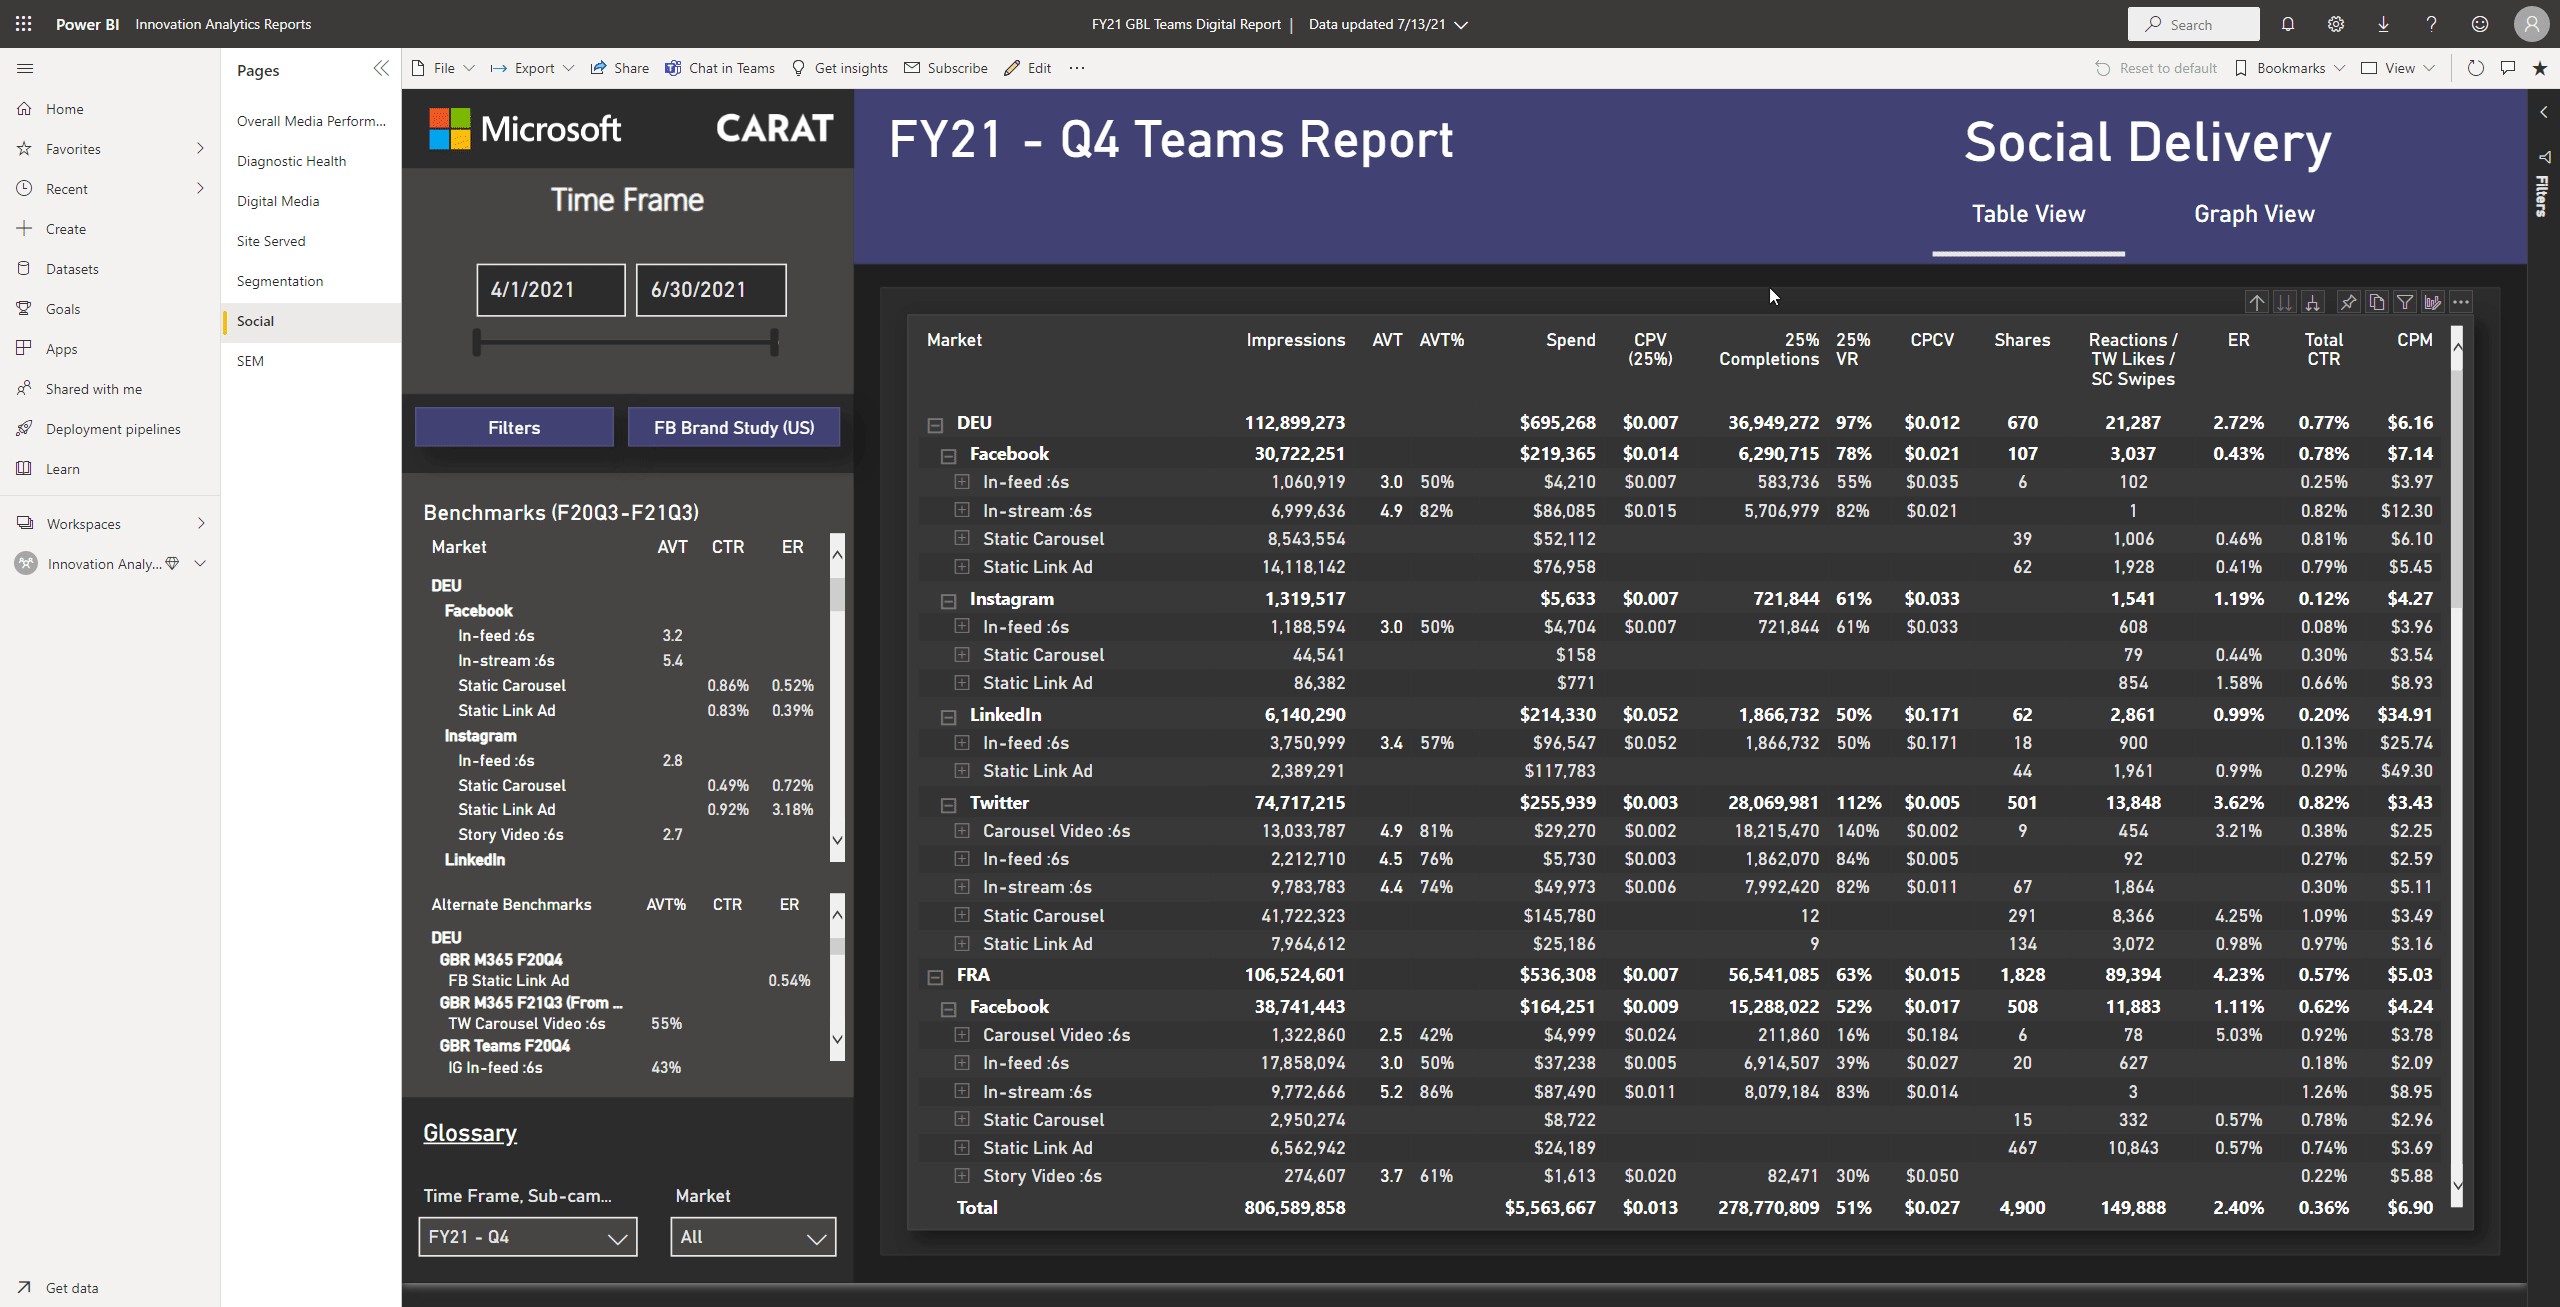 Power BI Innovation Analytics Reports FY21 GBL Teams Digital Report | Data updated 7/13/21 Search
Home
Favorites
Recent
Create
Datasets
Goals
Apps
Shared with me
Deployment pipelines
Learn
Workspaces
Innovation Analy...
Get data
Pages
Overall Media Perform...
Diagnostic Health
Digital Media
Site Served
Segmentation
Social
SEM
File Export Share Chat in Teams Get insights Subscribe Edit ... Reset to default Bookmarks View
Microsoft CARAT
Time Frame
4/1/2021 6/30/2021
Filters FB Brand Study (US)
Benchmarks (F20Q3-F21Q3)
Market AVT CTR ER
DEU
Facebook
In-feed :6s 3.2
In-stream :6s 5.4
Static Carousel 0.86% 0.52%
Static Link Ad 0.83% 0.39%
Instagram
In-feed :6s 2.8
Static Carousel 0.49% 0.72%
Static Link Ad 0.92% 3.18%
Story Video :6s 2.7
LinkedIn
Alternate Benchmarks AVT% CTR ER
DEU
GBR M365 F20Q4
FB Static Link Ad 0.54%
GBR M365 F21Q3 (From ...
TW Carousel Video :6s 55%
GBR Teams F20Q4
IG In-feed :6s 43%
Glossary
Time Frame, Sub-cam... Market
FY21 - Q4 All
FY21 - Q4 Teams Report
Social Delivery
Table View Graph View
Filters
Market Impressions AVT AVT% Spend CPV (25%) 25% Completions 25% VR CPCV Shares Reactions / TW Likes / SC Swipes ER Total CTR CPM
DEU 112,899,273 $695,268 $0.007 36,949,272 97% $0.012 670 21,287 2.72% 0.77% $6.16
Facebook 30,722,251 $219,365 $0.014 6,290,715 78% $0.021 107 3,037 0.43% 0.78% $7.14
In-feed :6s 1,060,919 3.0 50% $4,210 $0.007 583,736 55% $0.035 6 102 0.25% $3.97
In-stream :6s 6,999,636 4.9 82% $86,085 $0.015 5,706,979 82% $0.021 1 0.82% $12.30
Static Carousel 8,543,554 $52,112 39 1,006 0.46% 0.81% $6.10
Static Link Ad 14,118,142 $76,958 62 1,928 0.41% 0.79% $5.45
Instagram 1,319,517 $5,633 $0.007 721,844 61% $0.033 1,541 1.19% 0.12% $4.27
In-feed :6s 1,188,594 3.0 50% $4,704 $0.007 721,844 61% $0.033 608 0.08% $3.96
Static Carousel 44,541 $158 79 0.44% 0.30% $3.54
Static Link Ad 86,382 $771 854 1.58% 0.66% $8.93
LinkedIn 6,140,290 $214,330 $0.052 1,866,732 50% $0.171 62 2,861 0.99% 0.20% $34.91
In-feed :6s 3,750,999 3.4 57% $96,547 $0.052 1,866,732 50% $0.171 18 900 0.13% $25.74
Static Link Ad 2,389,291 $117,783 44 1,961 0.99% 0.29% $49.30
Twitter 74,717,215 $255,939 $0.003 28,069,981 112% $0.005 501 13,848 3.62% 0.82% $3.43
Carousel Video :6s 13,033,787 4.9 81% $29,270 $0.002 18,215,470 140% $0.002 9 454 3.21% 0.38% $2.25
In-feed :6s 2,212,710 4.5 76% $5,730 $0.003 1,862,070 84% $0.005 92 0.27% $2.59
In-stream :6s 9,783,783 4.4 74% $49,973 $0.006 7,992,420 82% $0.011 67 1,864 0.30% $5.11
Static Carousel 41,722,323 $145,780 12 291 8,366 4.25% 1.09% $3.49
Static Link Ad 7,964,612 $25,186 9 134 3,072 0.98% 0.97% $3.16
FRA 106,524,601 $536,308 $0.007 56,541,085 63% $0.015 1,828 89,394 4.23% 0.57% $5.03
Facebook 38,741,443 $164,251 $0.009 15,288,022 52% $0.017 508 11,883 1.11% 0.62% $4.24
Carousel Video :6s 1,322,860 2.5 42% $4,999 $0.024 211,860 16% $0.184 6 78 5.03% 0.92% $3.78
In-feed :6s 17,858,094 3.0 50% $37,238 $0.005 6,914,507 39% $0.027 20 627 0.18% $2.09
In-stream :6s 9,772,666 5.2 86% $87,490 $0.011 8,079,184 83% $0.014 3 1.26% $8.95
Static Carousel 2,950,274 $8,722 15 332 0.57% 0.78% $2.96
Static Link Ad 6,562,942 $24,189 467 10,843 0.57% 0.74% $3.69
Story Video :6s 274,607 3.7 61% $1,613 $0.020 82,471 30% $0.050 0.22% $5.88
Total 806,589,858 $5,563,667 $0.013 278,770,809 51% $0.027 4,900 149,888 2.40% 0.36% $6.90